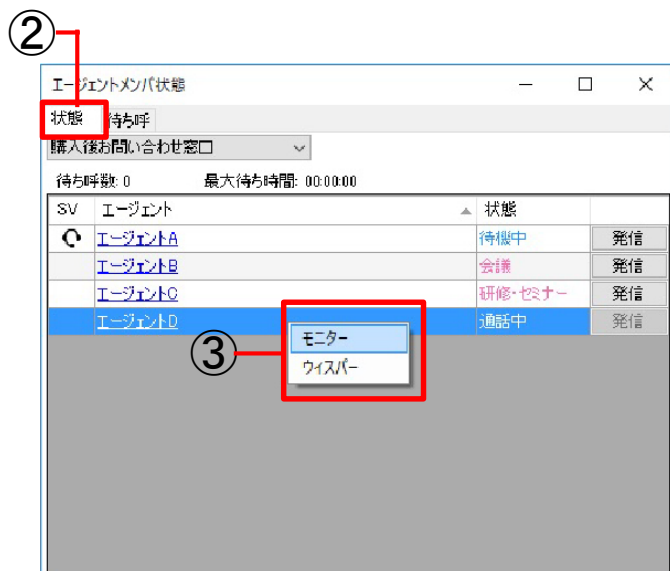 ②
エージェントメンバ状態
状態 待ち呼
購入後お問い合わせ窓口
待ち呼数: 0 最大待ち時間: 00:00:00
SV エージェント 状態
エージェントA 待機中 発信
エージェントB 会議 発信
エージェントC 研修・セミナー 発信
エージェントD 通話中 発信
③
モニター
ウィスパー